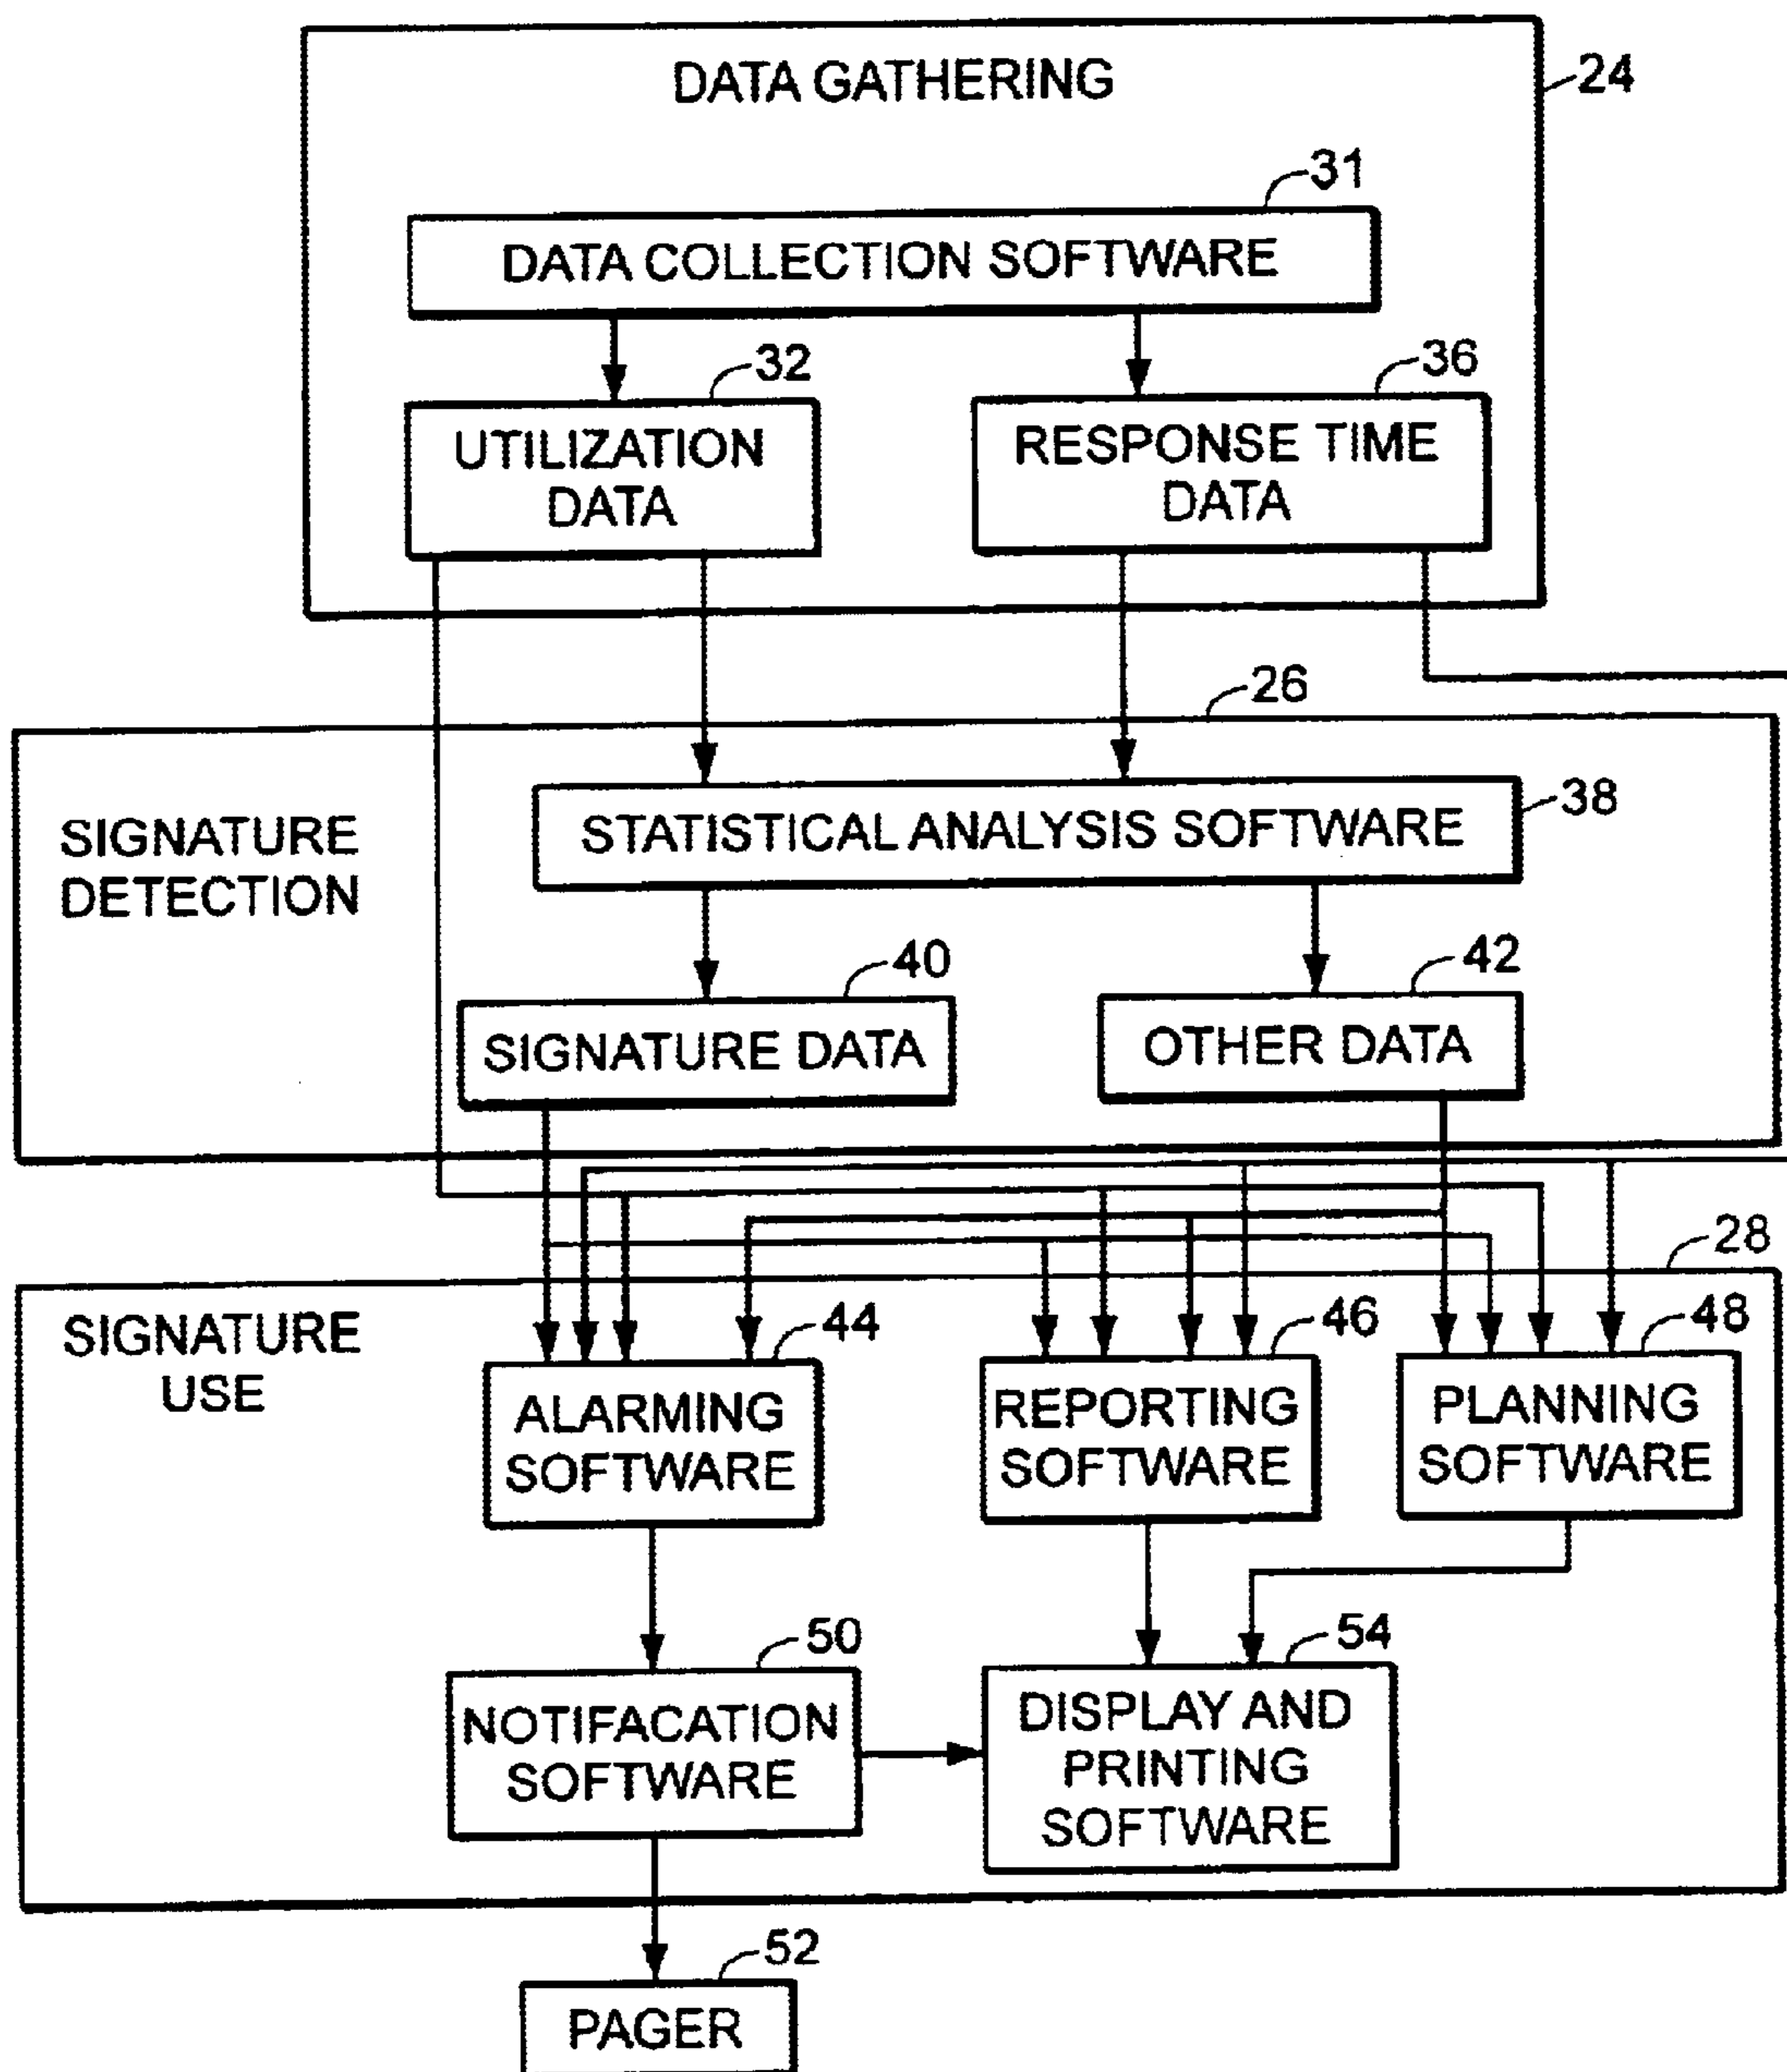 DATA GATHERING
24
31
DATA COLLECTION SOFTWARE
32
36
UTILIZATION
DATA
RESPONSE TIME
DATA
26
SIGNATURE
DETECTION
STATISTICAL ANALYSIS SOFTWARE
38
40
42
SIGNATURE DATA
OTHER DATA
28
SIGNATURE
USE
44
46
48
ALARMING
SOFTWARE
REPORTING
SOFTWARE
PLANNING
SOFTWARE
50
54
NOTIFACATION
SOFTWARE
DISPLAY AND
PRINTING
SOFTWARE
52
PAGER